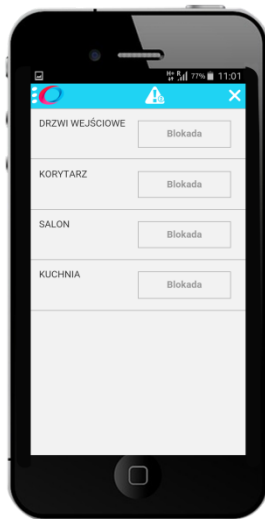 H+ R 77% 11:01
DRZWI WEJŚCIOWE
Blokada
KORYTARZ
Blokada
SALON
Blokada
KUCHNIA
Blokada